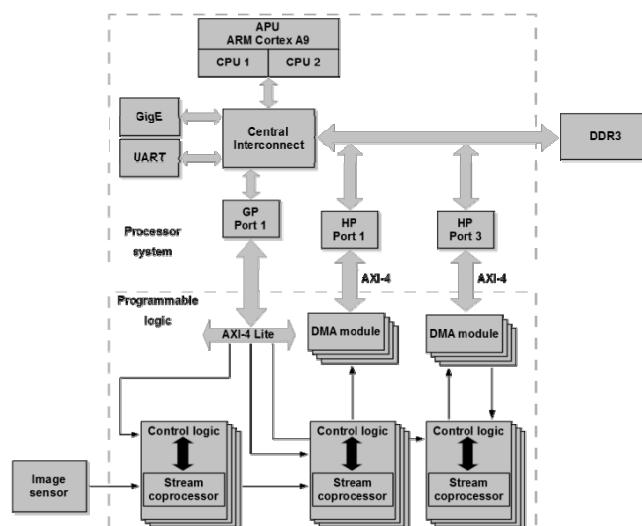 APU
ARM Cortex A9
CPU 1
CPU 2
GigE
UART
Central
Interconnect
DDR3
GP
Port 1
HP
Port 1
HP
Port 3
Processor
system
AXI-4
AXI-4
Programmable
logic
AXI-4 Lite
DMA module
DMA module
Control logic
Control logic
Control logic
Image
sensor
Stream
coprocessor
Stream
coprocessor
Stream
coprocessor